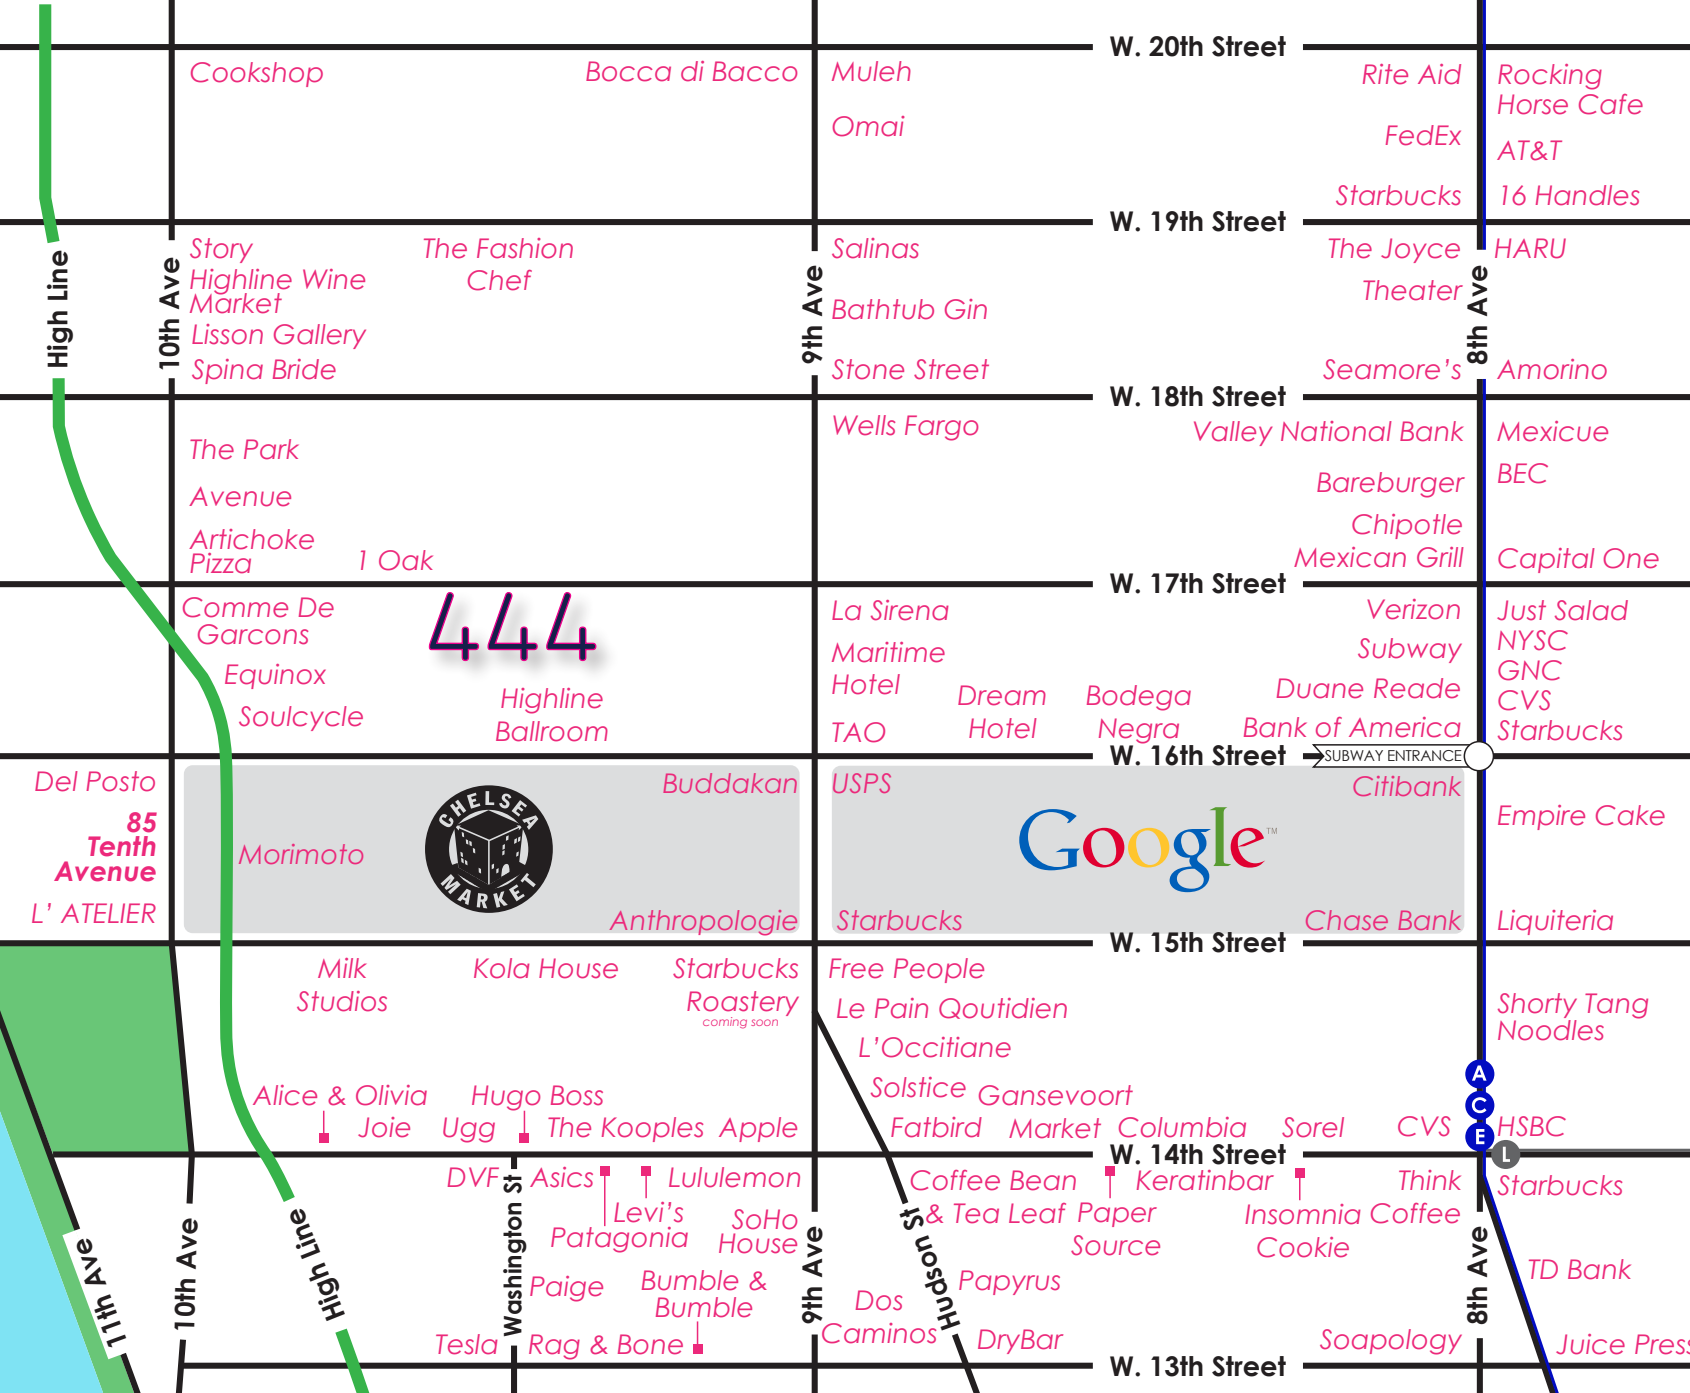 W. 20th Street
Cookshop
Bocca di Bacco
Muleh
Omai
Rite Aid
FedEx
Starbucks
Rocking
Horse Cafe
AT&T
16 Handles
W. 19th Street
High Line
10th Ave
Story
Highline Wine
Market
Lisson Gallery
Spina Bride
The Fashion
Chef
9th Ave
Salinas
Bathtub Gin
Stone Street
The Joyce
Theater
Seamore's
8th Ave
HARU
Amorino
W. 18th Street
The Park
Avenue
Artichoke
Pizza
1 Oak
Wells Fargo
Valley National Bank
Bareburger
Chipotle
Mexican Grill
Mexicue
BEC
Capital One
W. 17th Street
Comme De
Garcons
Equinox
Soulcycle
444
Highline
Ballroom
La Sirena
Maritime
Hotel
TAO
Dream
Hotel
Bodega
Negra
Verizon
Subway
Duane Reade
Bank of America
Just Salad
NYSC
GNC
CVS
Starbucks
W. 16th Street
SUBWAY ENTRANCE
Del Posto
85
Tenth
Avenue
L' ATELIER
Morimoto
CHELSEA
MARKET
Buddakan
Anthropologie
USPS
Starbucks
Google™
Citibank
Chase Bank
Empire Cake
Liquiteria
W. 15th Street
Milk
Studios
Kola House
Starbucks
Roastery
coming soon
Free People
Le Pain Qoutidien
L'Occitiane
Solstice
Fatbird
Gansevoort
Market
Columbia
Sorel
CVS
Shorty Tang
Noodles
A
C
E
HSBC
Alice & Olivia
Joie
Ugg
Hugo Boss
The Kooples
Apple
W. 14th Street
L
11th Ave
10th Ave
High Line
DVF
Washington St
Asics
Levi's
Patagonia
Lululemon
SoHo
House
Paige
Bumble &
Bumble
Tesla
Rag & Bone
9th Ave
Hudson St
Coffee Bean
& Tea Leaf
Paper
Source
Keratinbar
Insomnia
Cookie
Think
Coffee
Papyrus
Dos
Caminos
DryBar
Soapology
8th Ave
Starbucks
TD Bank
Juice Press
W. 13th Street